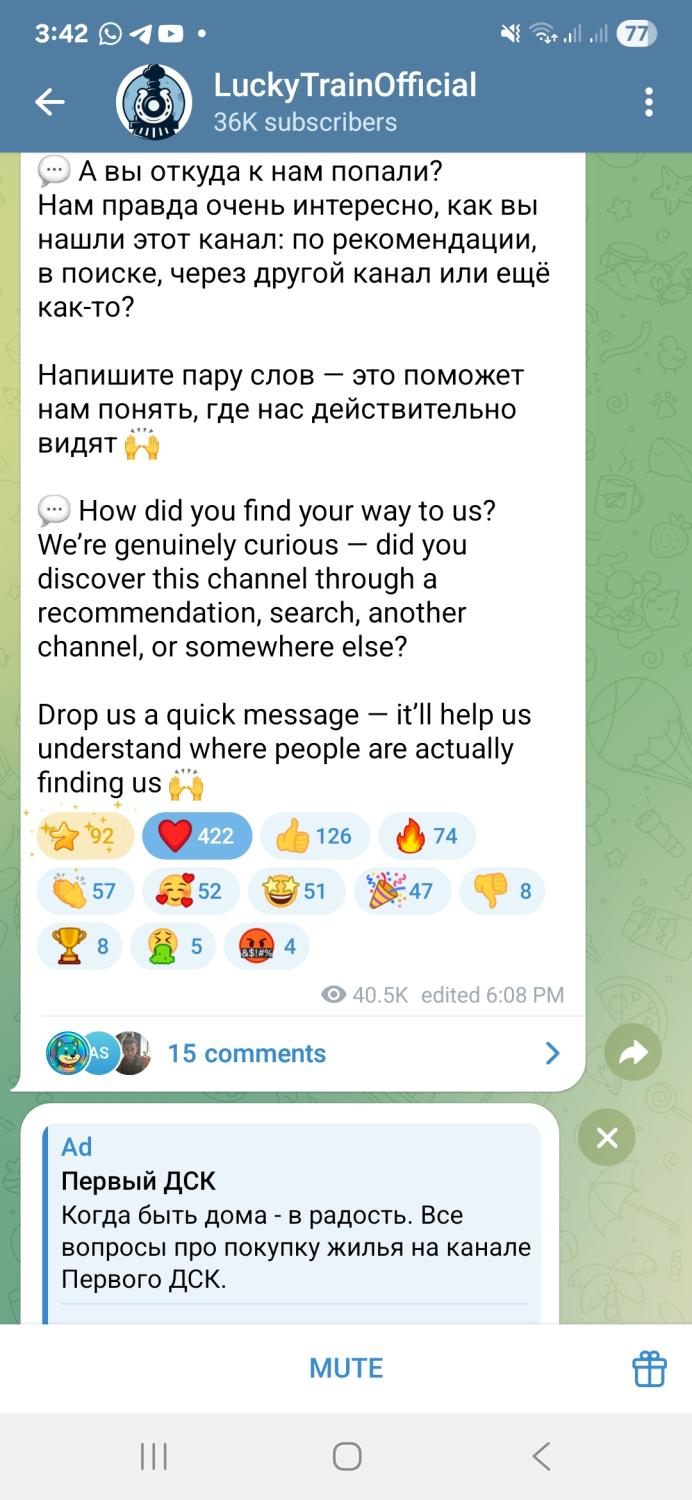 3:42
77
LuckyTrainOfficial
36K subscribers
💬 А вы откуда к нам попали?
Нам правда очень интересно, как вы
нашли этот канал: по рекомендации,
в поиске, через другой канал или ещё
как-то?
Напишите пару слов — это поможет
нам понять, где нас действительно
видят 🙌
💬 How did you find your way to us?
We’re genuinely curious — did you
discover this channel through a
recommendation, search, another
channel, or somewhere else?
Drop us a quick message — it’ll help us
understand where people are actually
finding us 🙌
⭐ 92 ❤️ 422 👍 126 🔥 74
👏 57 🥰 52 🤩 51 🎉 47 👎 8
🏆 8 🤮 5 🤬 4
40.5K edited 6:08 PM
AS
15 comments
Ad
Первый ДСК
Когда быть дома - в радость. Все
вопросы про покупку жилья на канале
Первого ДСК.
MUTE